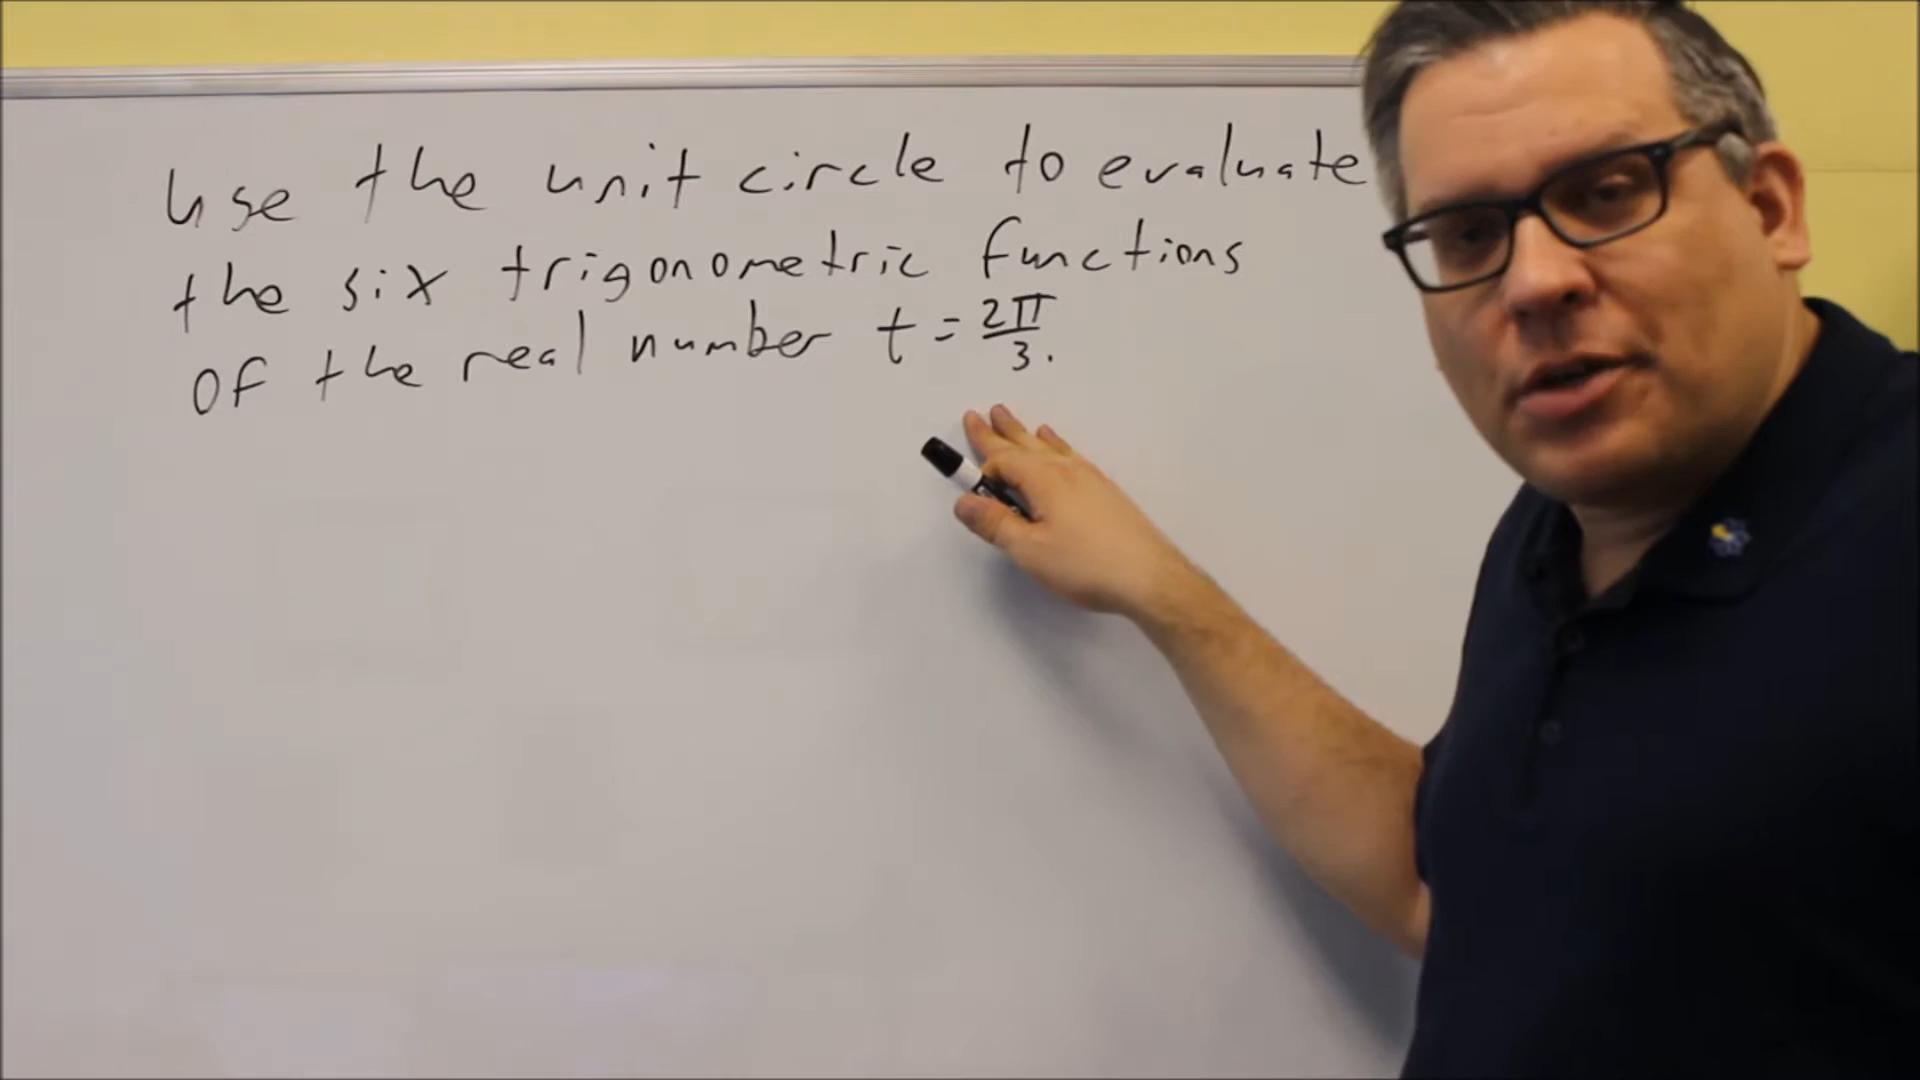 use the unit circle to evaluate
the six trigonometric functions
of the real number t = 2π/3.